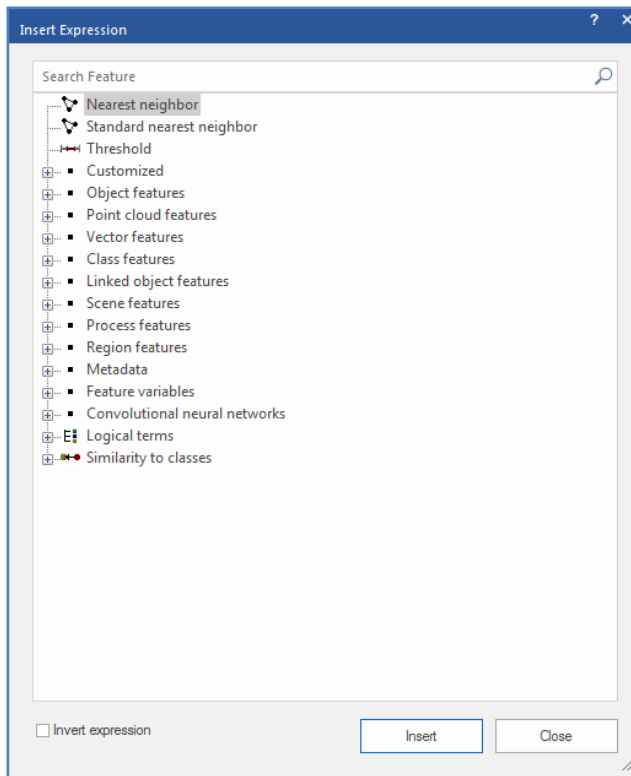 Insert Expression
Search Feature
Nearest neighbor
Standard nearest neighbor
Threshold
Customized
Object features
Point cloud features
Vector features
Class features
Linked object features
Scene features
Process features
Region features
Metadata
Feature variables
Convolutional neural networks
Logical terms
Similarity to classes
Invert expression
Insert
Close